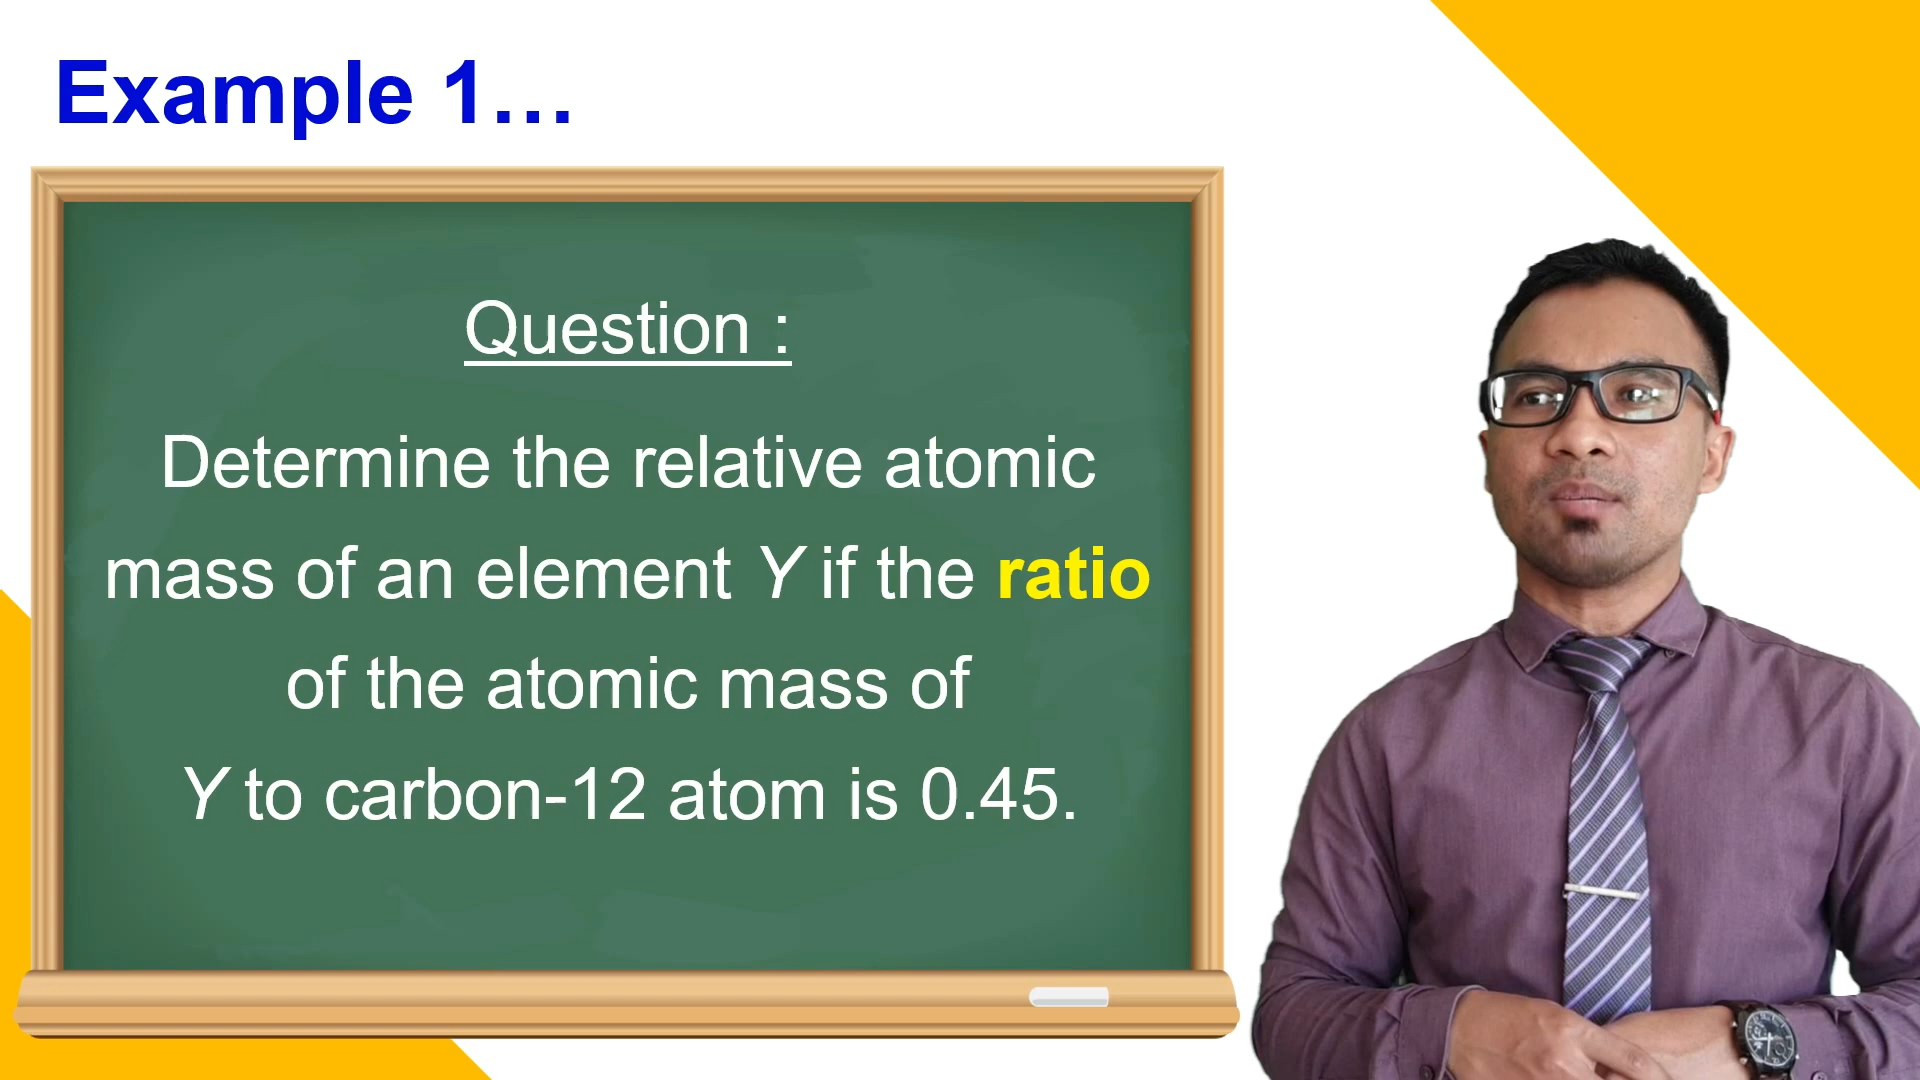 Example 1…
Question :
Determine the relative atomic
mass of an element Y if the ratio
of the atomic mass of
Y to carbon-12 atom is 0.45.